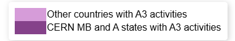 Other countries with A3 activities
CERN MB and A states with A3 activities